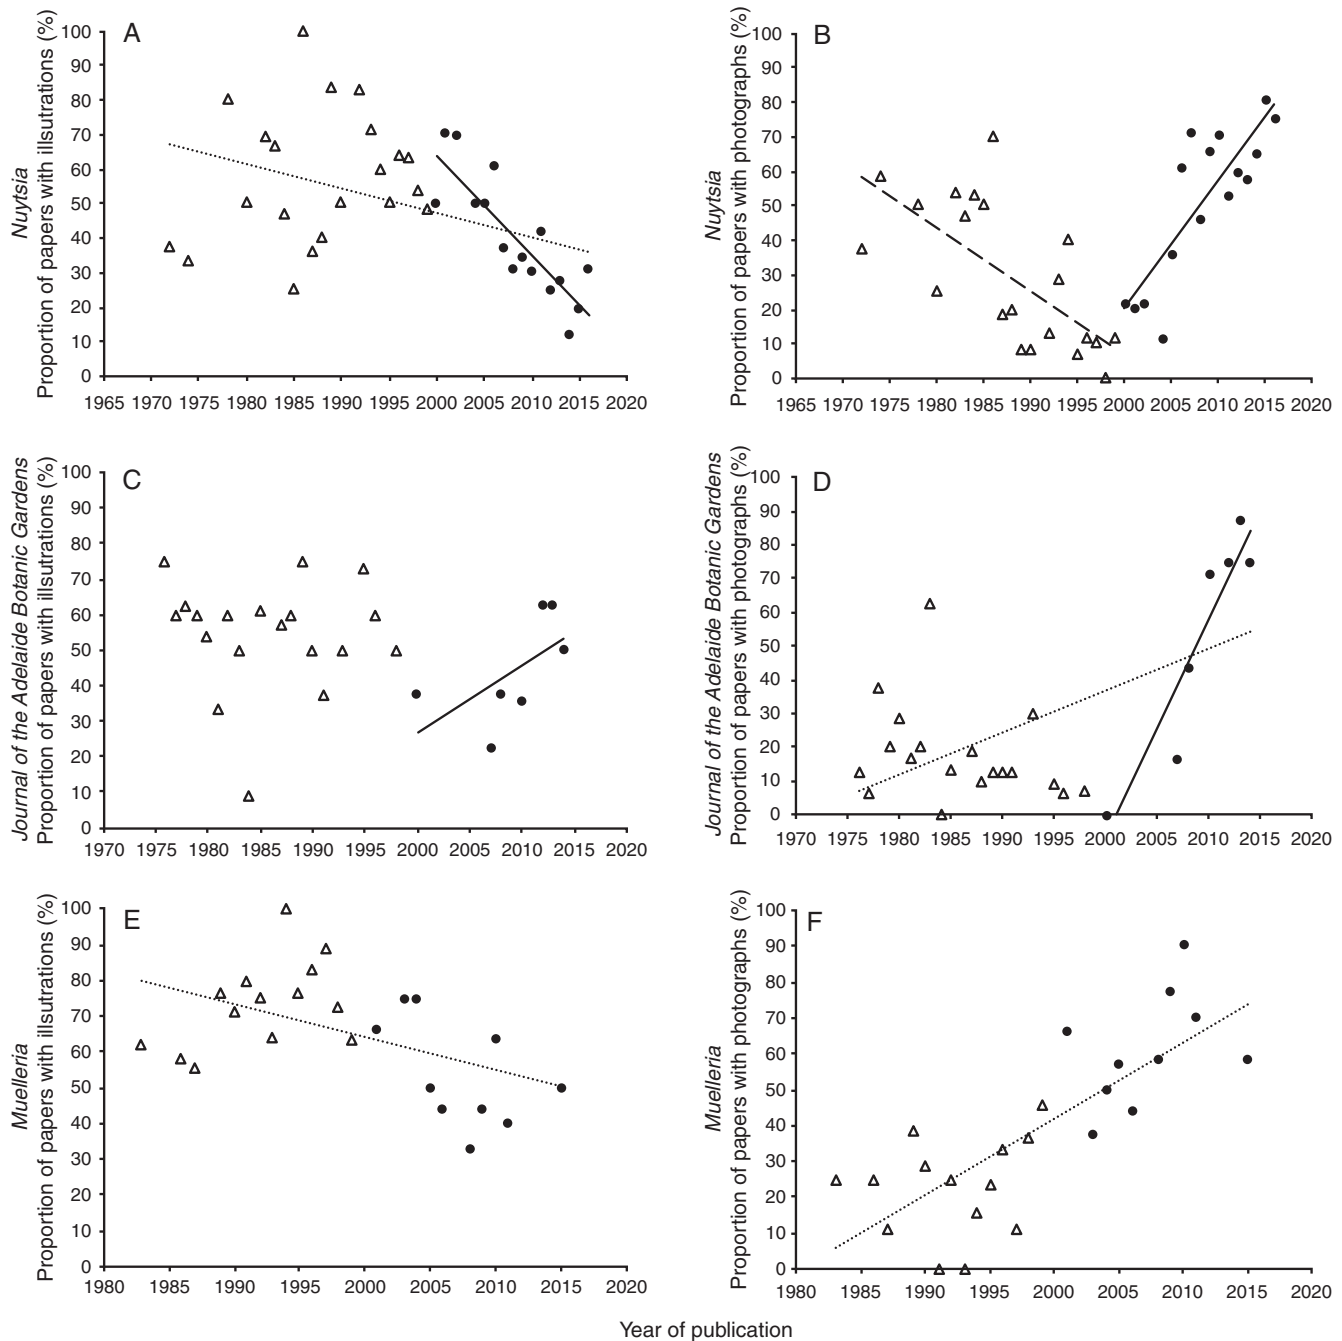 A
Nuytsia
Proportion of papers with illsutrations (%)
100
90
80
70
60
50
40
30
20
10
0
1965 1970 1975 1980 1985 1990 1995 2000 2005 2010 2015 2020
B
Nuytsia
Proportion of papers with photographs (%)
100
90
80
70
60
50
40
30
20
10
0
1965 1970 1975 1980 1985 1990 1995 2000 2005 2010 2015 2020
C
Journal of the Adelaide Botanic Gardens
Proportion of papers with illsutrations (%)
100
90
80
70
60
50
40
30
20
10
0
1970 1975 1980 1985 1990 1995 2000 2005 2010 2015 2020
D
Journal of the Adelaide Botanic Gardens
Proportion of papers with photographs (%)
100
90
80
70
60
50
40
30
20
10
0
1970 1975 1980 1985 1990 1995 2000 2005 2010 2015 2020
E
Muelleria
Proportion of papers with illsutrations (%)
100
90
80
70
60
50
40
30
20
10
0
1980 1985 1990 1995 2000 2005 2010 2015 2020
F
Muelleria
Proportion of papers with photographs (%)
100
90
80
70
60
50
40
30
20
10
0
1980 1985 1990 1995 2000 2005 2010 2015 2020
Year of publication